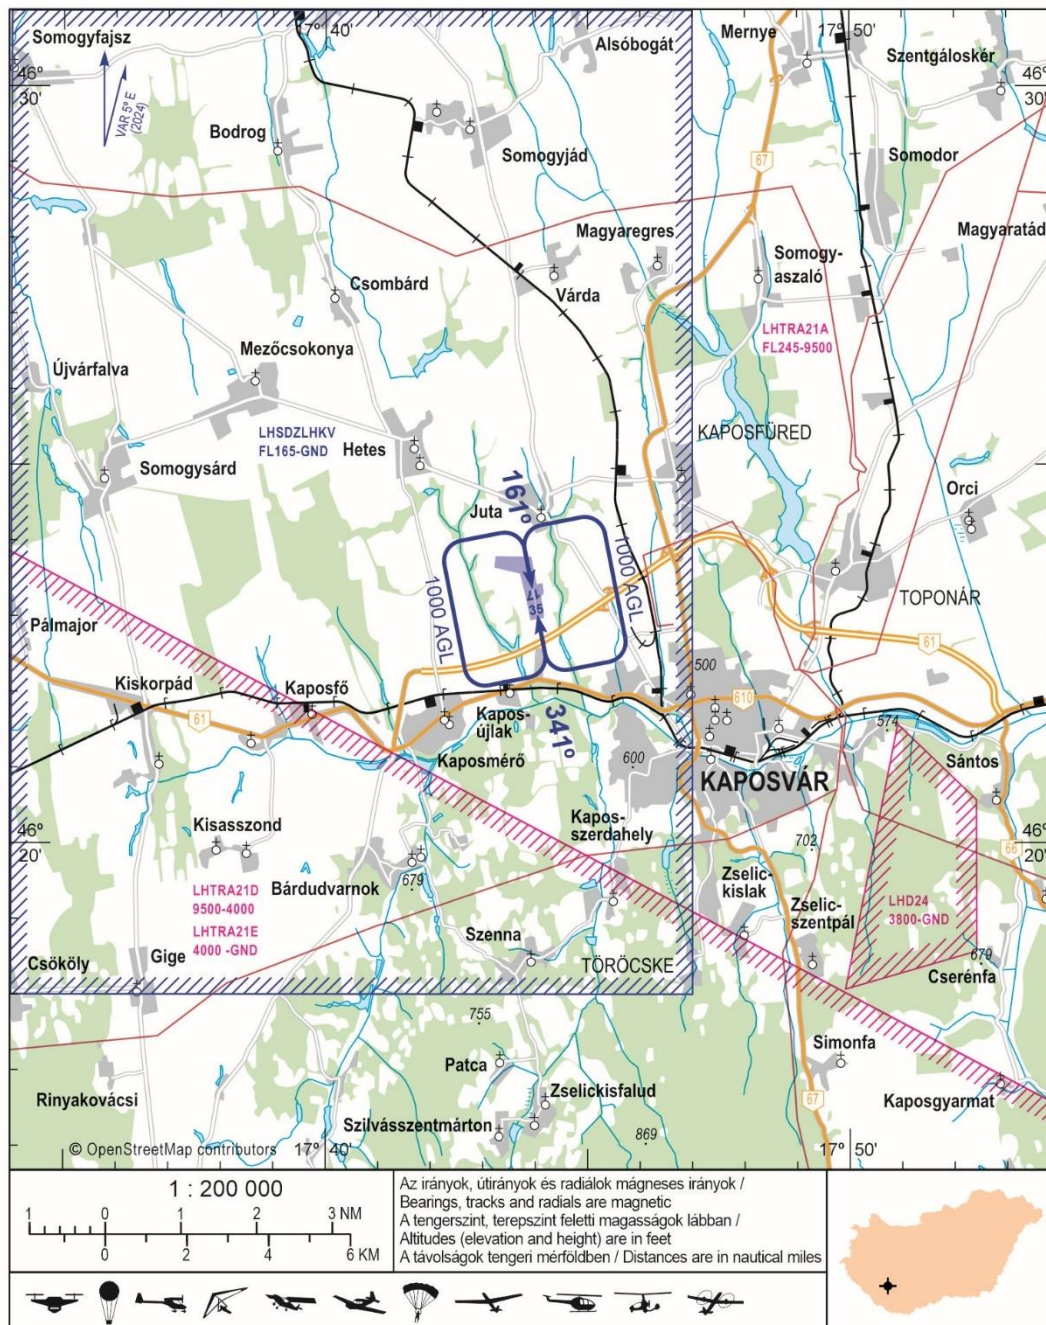 17° 40'
17° 50'
Somogyfajsz
Alsóbogát
Mernye
Szentgáloskér
46°
30'
46°
30'
VAR 5° E
(2024)
Bodrog
Somogyjád
67
Somodor
Magyaregres
Somogy-
aszaló
Magyaratád
Csombárd
Várda
LHTRA21A
FL245-9500
Mezőcsokonya
Újvárfalva
LHSDZLHKV
FL165-GND
Hetes
KAPOSFÜRED
Somogysárd
161°
Orci
Juta
1000 AGL
1000 AGL
17
35
TOPONÁR
Pálmajor
61
500
Kiskorpád
Kaposfő
610
61
Kapos-
újlak
341°
574
Kaposmérő
600
KAPOSVÁR
Sántos
46°
20'
Kisasszond
Kapos-
szerdahely
702
46°
20'
66
Zselic-
kislak
Bárdudvarnok
679
LHTRA21D
9500-4000
LHTRA21E
4000 -GND
Zselic-
szentpál
LHD24
3800-GND
Szenna
Csököly
Gige
TÖRÖCSKE
679
Cserénfa
755
Simonfa
Patca
Rinyakovácsi
Zselickisfalud
67
Kaposgyarmat
Szilvásszentmárton
869
© OpenStreetMap contributors
17° 40'
17° 50'
1 : 200 000
1 0 1 2 3 NM
0 2 4 6 KM
Az irányok, útirányok és radiálok mágneses irányok /
Bearings, tracks and radials are magnetic
A tengerszint, terepszint feletti magasságok lábban /
Altitudes (elevation and height) are in feet
A távolságok tengeri mérföldben / Distances are in nautical miles